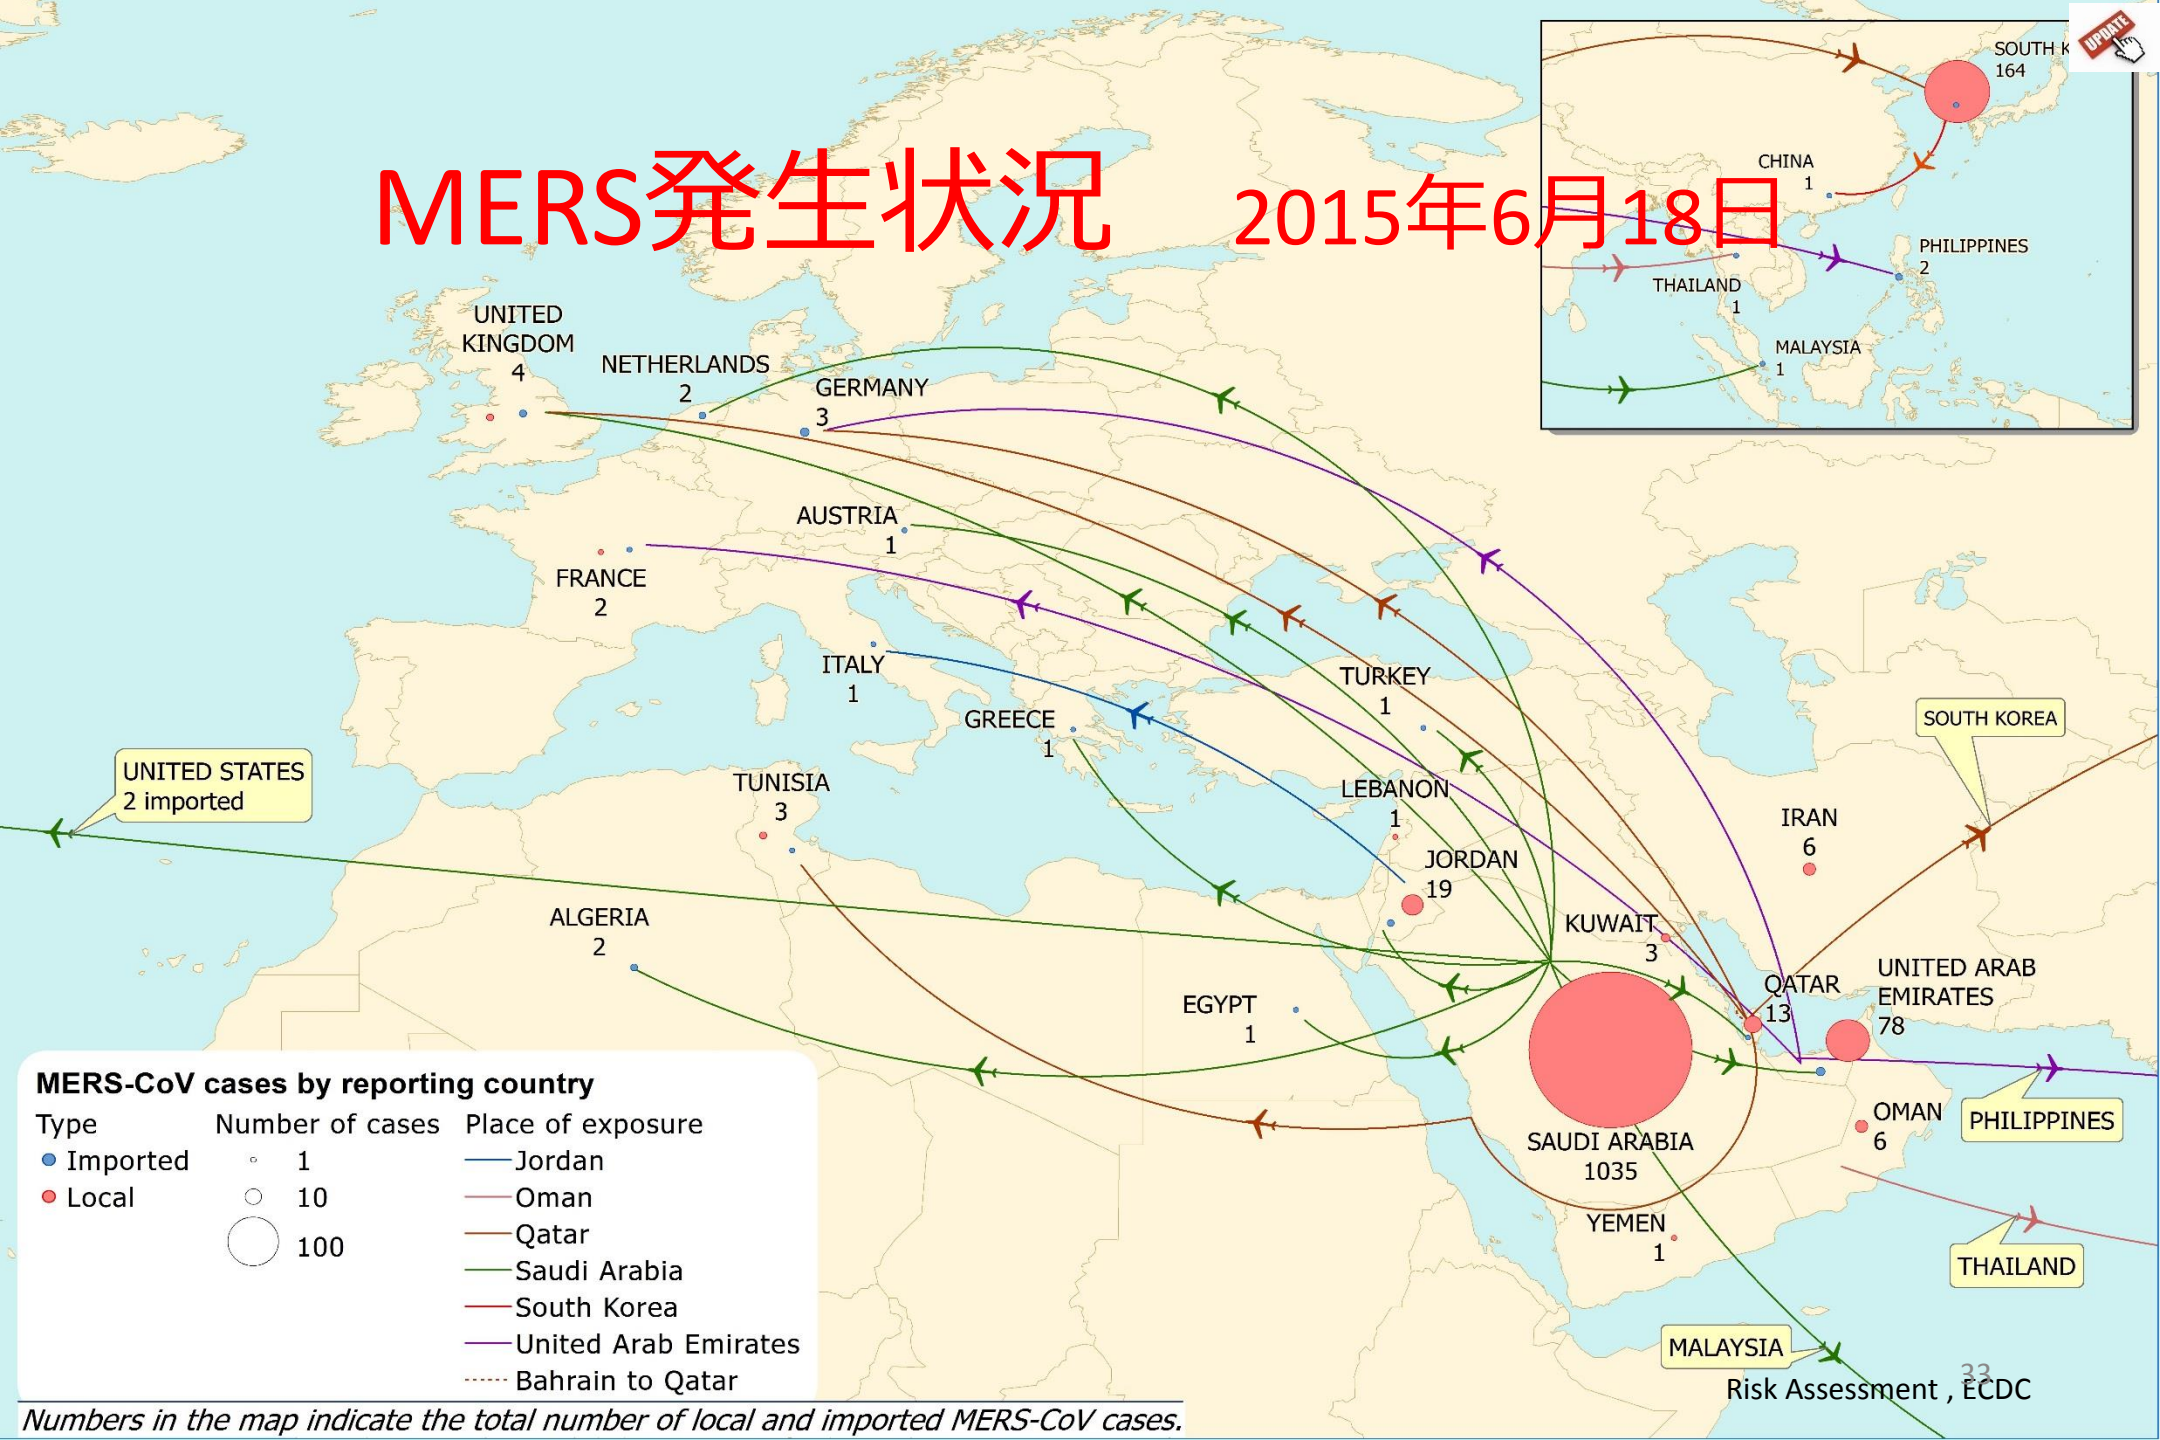 UPDATE
SOUTH K
164
CHINA
1
PHILIPPINES
2
THAILAND
1
MALAYSIA
1
MERS発生状況 2015年6月18日
UNITED
KINGDOM
4
NETHERLANDS
2
GERMANY
3
AUSTRIA
1
FRANCE
2
ITALY
1
GREECE
1
TURKEY
1
SOUTH KOREA
UNITED STATES
2 imported
TUNISIA
3
LEBANON
1
IRAN
6
JORDAN
19
ALGERIA
2
KUWAIT
3
EGYPT
1
QATAR
13
UNITED ARAB
EMIRATES
78
SAUDI ARABIA
1035
OMAN
6
PHILIPPINES
YEMEN
1
THAILAND
MALAYSIA
MERS-CoV cases by reporting country
Type
Imported
Local
Number of cases
1
10
100
Place of exposure
Jordan
Oman
Qatar
Saudi Arabia
South Korea
United Arab Emirates
Bahrain to Qatar
33
Risk Assessment , ECDC
Numbers in the map indicate the total number of local and imported MERS-CoV cases.